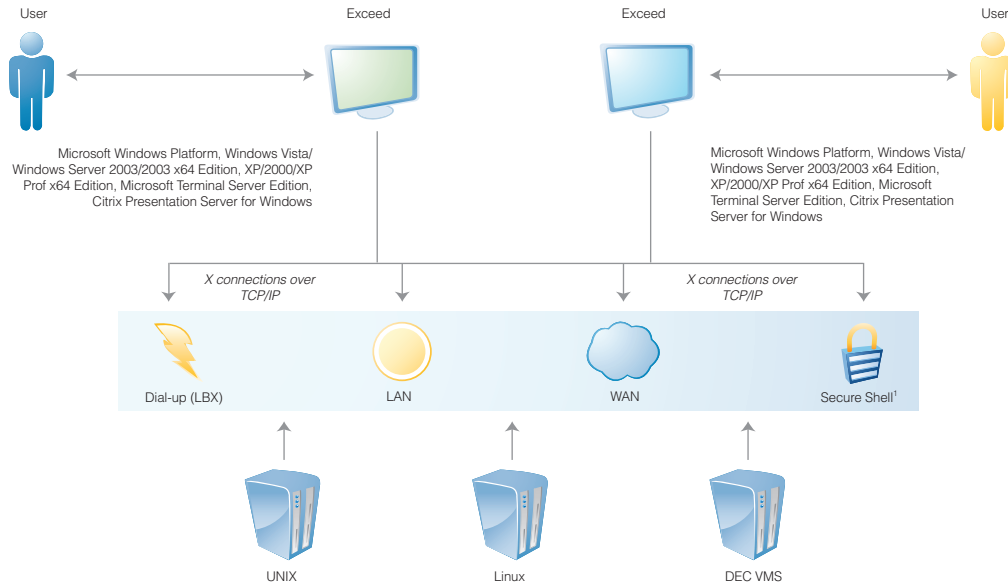 User
Exceed
Exceed
User
Microsoft Windows Platform, Windows Vista/
Windows Server 2003/2003 x64 Edition, XP/2000/XP
Prof x64 Edition, Microsoft Terminal Server Edition,
Citrix Presentation Server for Windows
Microsoft Windows Platform, Windows Vista/
Windows Server 2003/2003 x64 Edition,
XP/2000/XP Prof x64 Edition, Microsoft
Terminal Server Edition, Citrix Presentation
Server for Windows
X connections over
TCP/IP
X connections over
TCP/IP
Dial-up (LBX)
LAN
WAN
Secure Shell¹
UNIX
Linux
DEC VMS